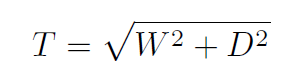 T = √(W² + D²)